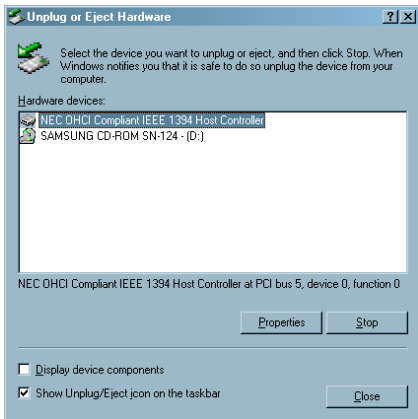 Unplug or Eject Hardware
Select the device you want to unplug or eject, and then click Stop. When
Windows notifies you that it is safe to do so unplug the device from your
computer.
Hardware devices:
NEC OHCI Compliant IEEE 1394 Host Controller
SAMSUNG CD-ROM SN-124 - (D:)
NEC OHCI Compliant IEEE 1394 Host Controller at PCI bus 5, device 0, function 0
Properties Stop
Display device components
Show Unplug/Eject icon on the taskbar
Close